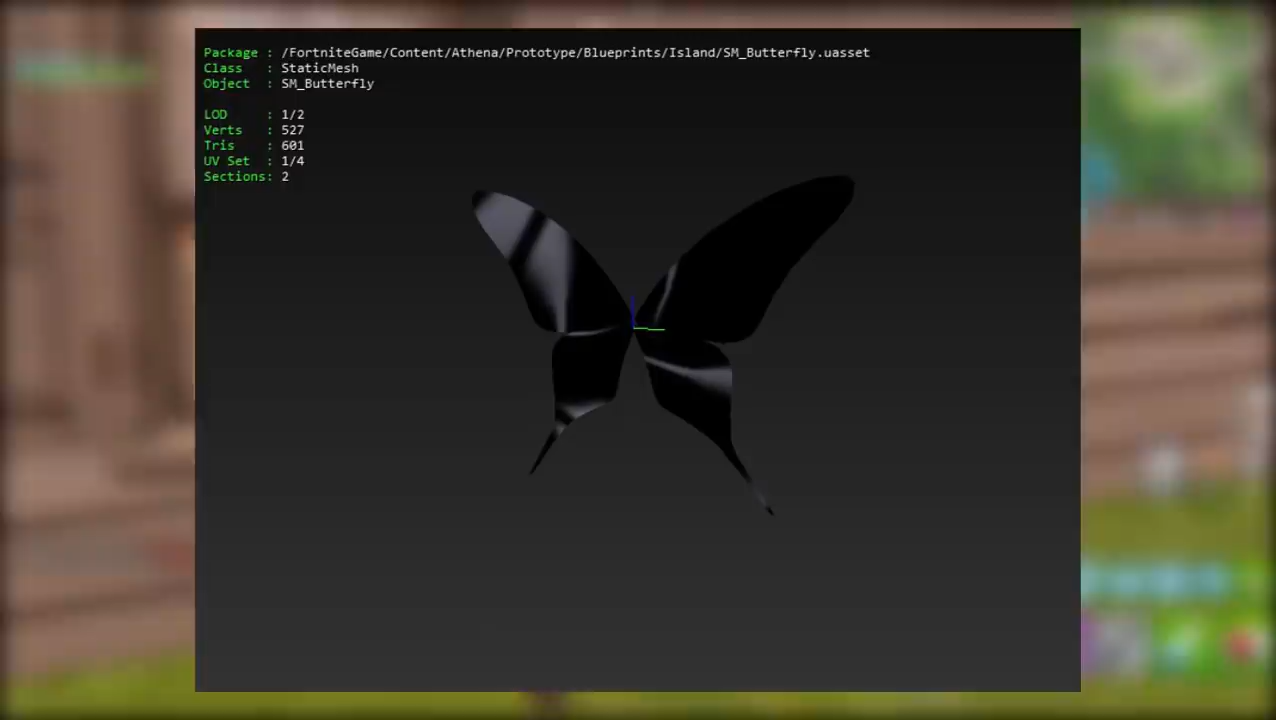 Package : /FortniteGame/Content/Athena/Prototype/Blueprints/Island/SM_Butterfly.uasset
Class : StaticMesh
Object : SM_Butterfly
LOD : 1/2
Verts : 527
Tris : 601
UV Set : 1/4
Sections: 2